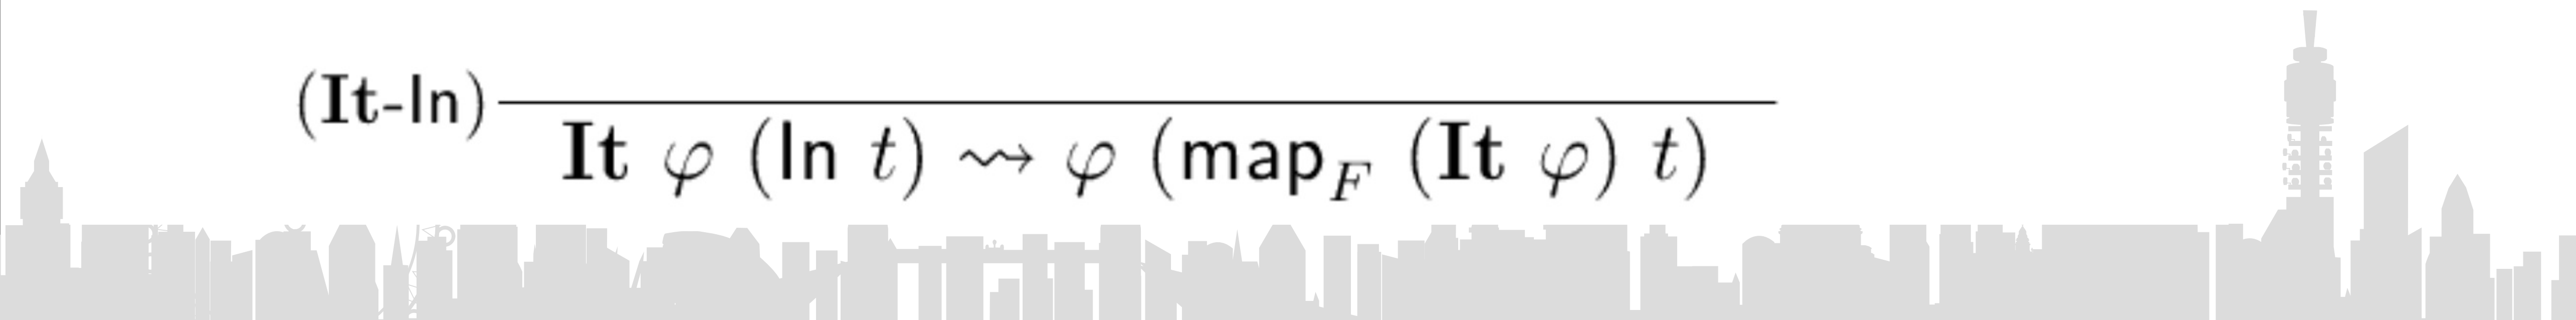 (It-In)
It φ (In t) ⇝ φ (map_F (It φ) t)